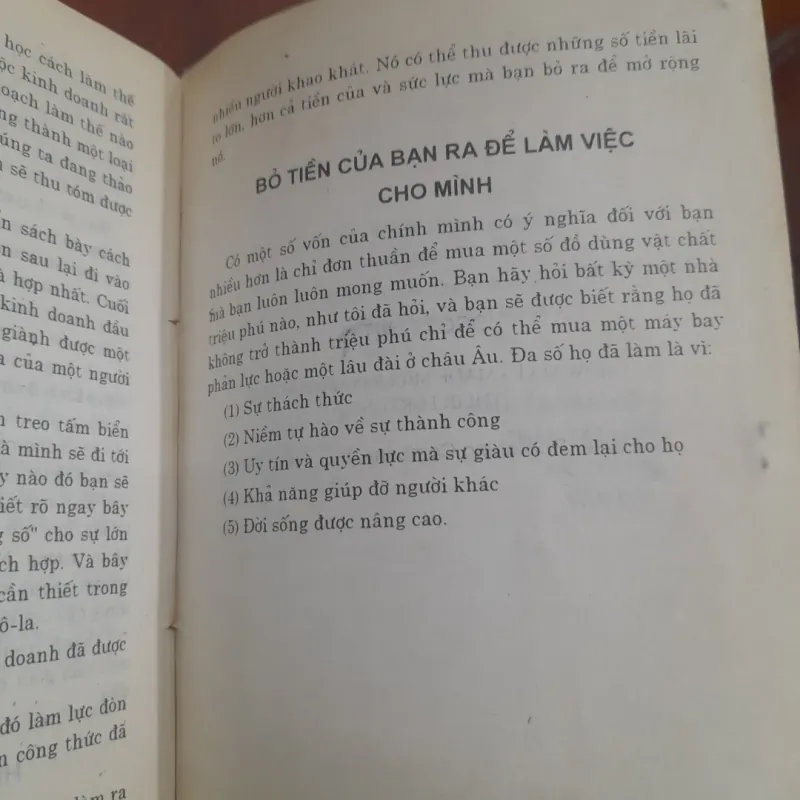 học cách làm thế
ộc kinh doanh rất
oạch làm thế nào
ng thành một loại
úng ta đang thảo
sẽ thu tóm được
n sách bày cách
n sau lại đi vào
à hợp nhất. Cuối
kinh doanh đầu
giành được một
a của một người
n treo tấm biển
à mình sẽ đi tới
y nào đó bạn sẽ
iết rõ ngay bây
g số" cho sự lớn
ch hợp. Và bây
cần thiết trong
ô-la.
doanh đã được
đó làm lực đòn
n công thức đã
làm ra
nhiều người khao khát. Nó có thể thu được những số tiền lãi
to lớn, hơn cả tiền của và sức lực mà bạn bỏ ra để mở rộng
nó.
BỎ TIỀN CỦA BẠN RA ĐỂ LÀM VIỆC
CHO MÌNH
Có một số vốn của chính mình có ý nghĩa đối với bạn
nhiều hơn là chỉ đơn thuần để mua một số đồ dùng vật chất
mà bạn luôn luôn mong muốn. Bạn hãy hỏi bất kỳ một nhà
triệu phú nào, như tôi đã hỏi, và bạn sẽ được biết rằng họ đã
không trở thành triệu phú chỉ để có thể mua một máy bay
phản lực hoặc một lâu đài ở châu Âu. Đa số họ đã làm là vì:
(1) Sự thách thức
(2) Niềm tự hào về sự thành công
(3) Uy tín và quyền lực mà sự giàu có đem lại cho họ
(4) Khả năng giúp đỡ người khác
(5) Đời sống được nâng cao.